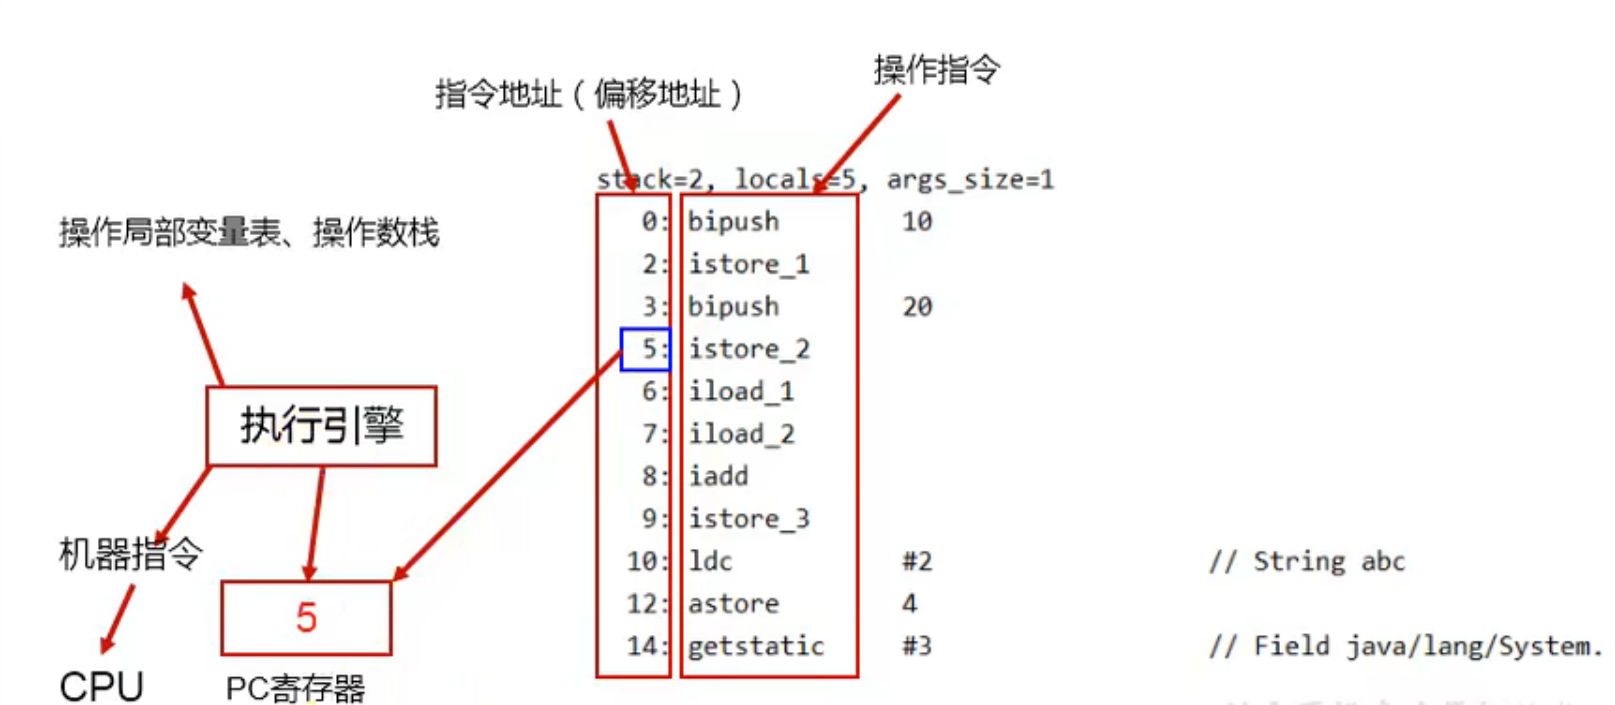 操作指令
指令地址（偏移地址）
stack=2, locals=5, args_size=1
操作局部变量表、操作数栈
0: bipush 10
2: istore_1
3: bipush 20
5: istore_2
6: iload_1
执行引擎
7: iload_2
8: iadd
9: istore_3
机器指令
10: ldc #2 // String abc
12: astore 4
5
14: getstatic #3 // Field java/lang/System.
CPU
PC寄存器